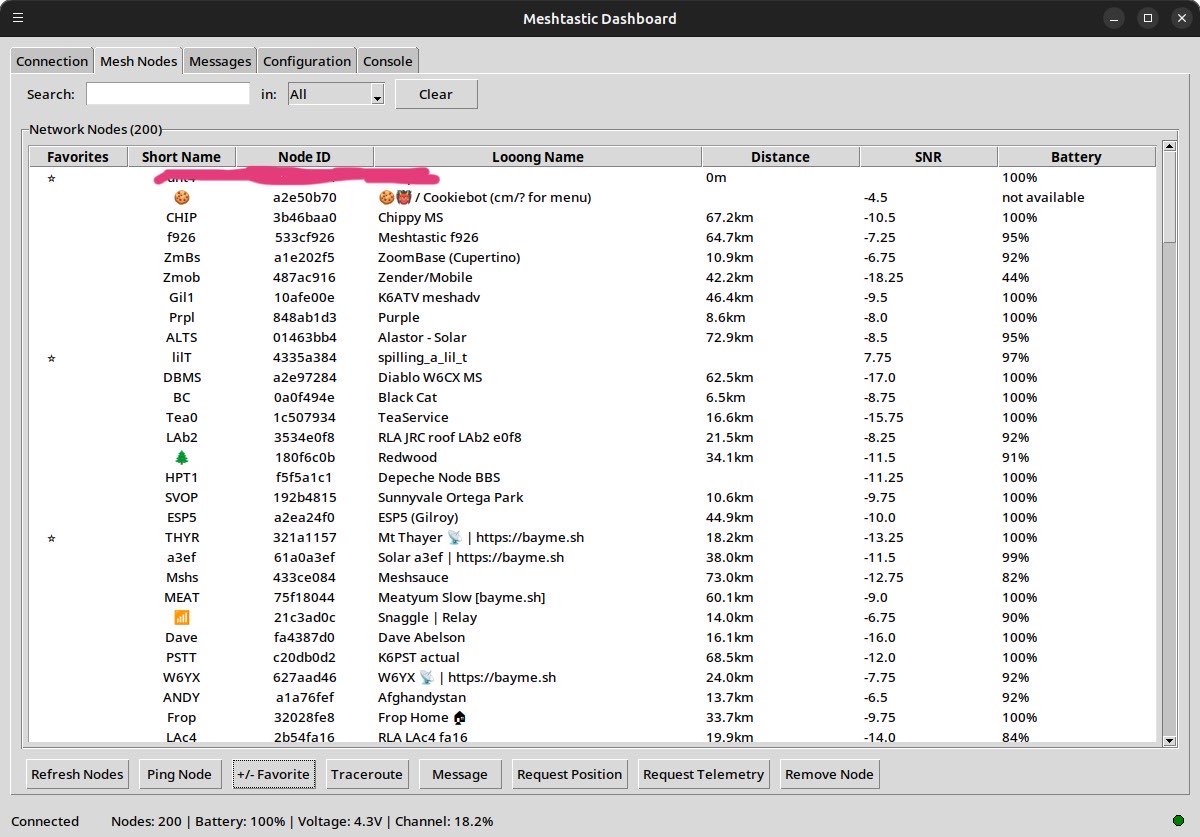 Meshtastic Dashboard
Connection Mesh Nodes Messages Configuration Console
Search: in: All Clear
Network Nodes (200)
Favorites Short Name Node ID Looong Name Distance SNR Battery
☆ 0m 100%
🍪 a2e50b70 🍪👹 / Cookiebot (cm/? for menu) -4.5 not available
CHIP 3b46baa0 Chippy MS 67.2km -10.5 100%
f926 533cf926 Meshtastic f926 64.7km -7.25 95%
ZmBs a1e202f5 ZoomBase (Cupertino) 10.9km -6.75 92%
Zmob 487ac916 Zender/Mobile 42.2km -18.25 44%
Gil1 10afe00e K6ATV meshadv 46.4km -9.5 100%
Prpl 848ab1d3 Purple 8.6km -8.0 100%
ALTS 01463bb4 Alastor - Solar 72.9km -8.5 95%
☆ lilT 4335a384 spilling_a_lil_t 7.75 97%
DBMS a2e97284 Diablo W6CX MS 62.5km -17.0 100%
BC 0a0f494e Black Cat 6.5km -8.75 100%
Tea0 1c507934 TeaService 16.6km -15.75 100%
LAb2 3534e0f8 RLA JRC roof LAb2 e0f8 21.5km -8.25 92%
🌲 180f6c0b Redwood 34.1km -11.5 91%
HPT1 f5f5a1c1 Depeche Node BBS -11.25 100%
SVOP 192b4815 Sunnyvale Ortega Park 10.6km -9.75 100%
ESP5 a2ea24f0 ESP5 (Gilroy) 44.9km -10.0 100%
☆ THYR 321a1157 Mt Thayer 📡 | https://bayme.sh 18.2km -13.25 100%
a3ef 61a0a3ef Solar a3ef | https://bayme.sh 38.0km -11.5 99%
Mshs 433ce084 Meshsauce 73.0km -12.75 82%
MEAT 75f18044 Meatyum Slow [bayme.sh] 60.1km -9.0 100%
📶 21c3ad0c Snaggle | Relay 14.0km -6.75 90%
Dave fa4387d0 Dave Abelson 16.1km -16.0 100%
PSTT c20db0d2 K6PST actual 68.5km -12.0 100%
W6YX 627aad46 W6YX 📡 | https://bayme.sh 24.0km -7.75 92%
ANDY a1a76fef Afghandystan 13.7km -6.5 92%
Frop 32028fe8 Frop Home 🏠 33.7km -9.75 100%
LAc4 2b54fa16 RLA LAc4 fa16 19.9km -14.0 84%
Refresh Nodes Ping Node +/- Favorite Traceroute Message Request Position Request Telemetry Remove Node
Connected Nodes: 200 | Battery: 100% | Voltage: 4.3V | Channel: 18.2%